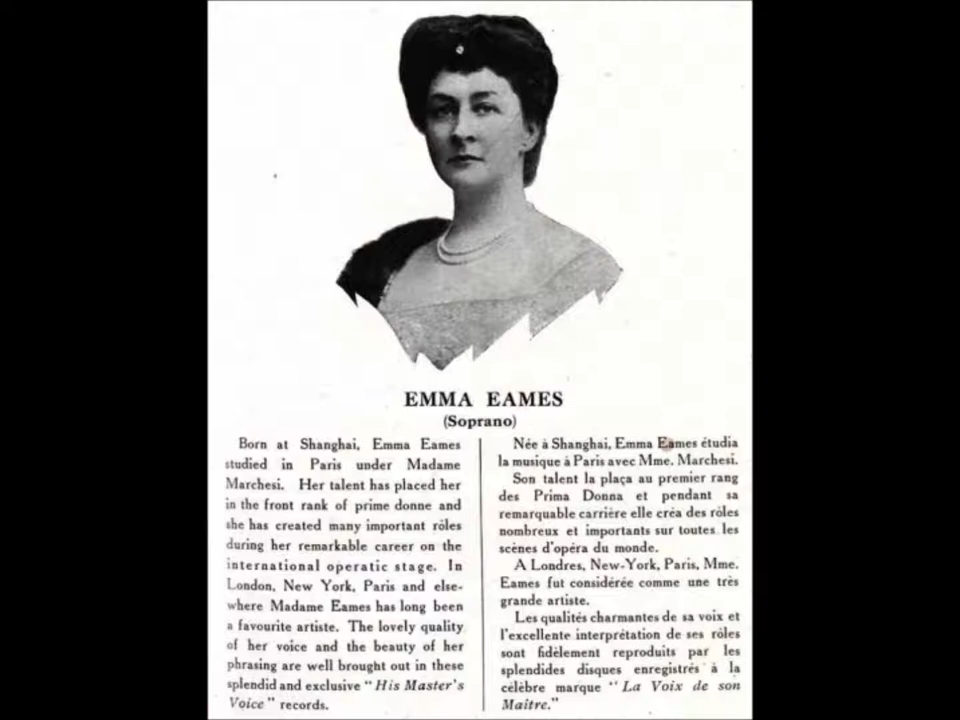 EMMA EAMES
(Soprano)
Born at Shanghai, Emma Eames
studied in Paris under Madame
Marchesi. Her talent has placed her
in the front rank of prime donne and
she has created many important rôles
during her remarkable career on the
international operatic stage. In
London, New York, Paris and else-
where Madame Eames has long been
a favourite artiste. The lovely quality
of her voice and the beauty of her
phrasing are well brought out in these
splendid and exclusive "His Master's
Voice" records.
Née à Shanghai, Emma Eames étudia
la musique à Paris avec Mme. Marchesi.
Son talent la plaça au premier rang
des Prima Donna et pendant sa
remarquable carrière elle créa des rôles
nombreux et importants sur toutes les
scènes d'opéra du monde.
A Londres, New-York, Paris, Mme.
Eames fut considérée comme une très
grande artiste.
Les qualités charmantes de sa voix et
l'excellente interprétation de ses rôles
sont fidèlement reproduits par les
splendides disques enregistrés à la
célèbre marque "La Voix de son
Maître."